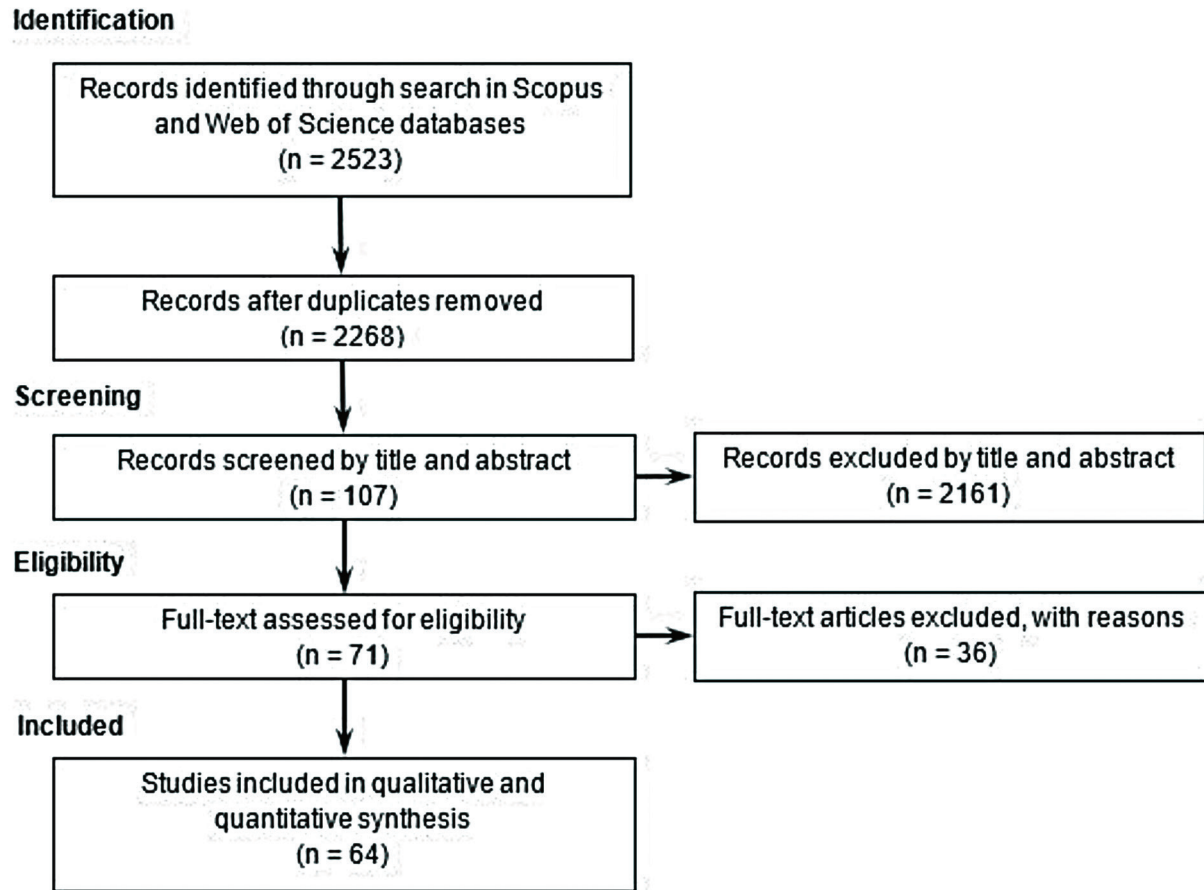 Identification
Records identified through search in Scopus
and Web of Science databases
(n = 2523)
Records after duplicates removed
(n = 2268)
Screening
Records screened by title and abstract
(n = 107)
Records excluded by title and abstract
(n = 2161)
Eligibility
Full-text assessed for eligibility
(n = 71)
Full-text articles excluded, with reasons
(n = 36)
Included
Studies included in qualitative and
quantitative synthesis
(n = 64)